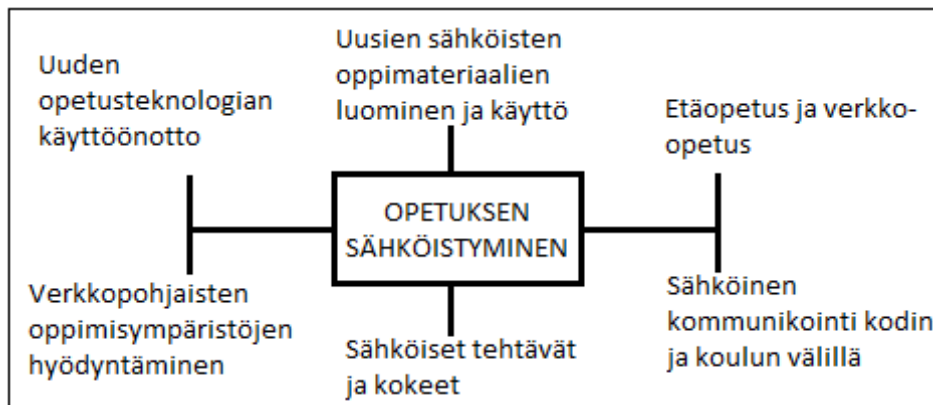 Uuden
opetusteknologian
käyttöönotto
Uusien sähköisten
oppimateriaalien
luominen ja käyttö
Etäopetus ja verkko-
opetus
OPETUKSEN
SÄHKÖISTYMINEN
Verkkopohjaisten
oppimisympäristöjen
hyödyntäminen
Sähköiset tehtävät
ja kokeet
Sähköinen
kommunikointi kodin
ja koulun välillä